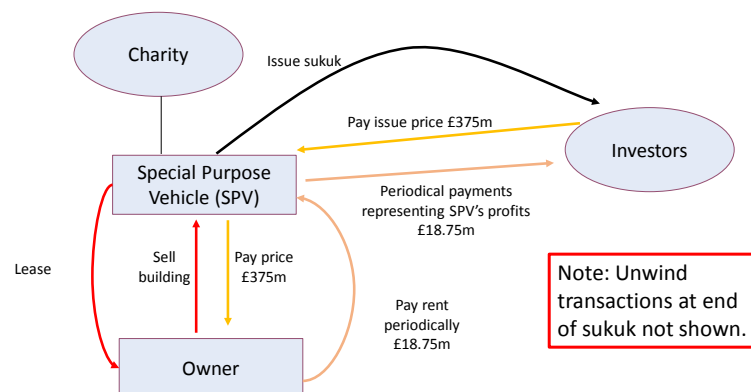 Charity
Issue sukuk
Pay issue price £375m
Investors
Special Purpose
Vehicle (SPV)
Periodical payments
representing SPV’s profits
£18.75m
Lease
Sell
building
Pay price
£375m
Pay rent
periodically
£18.75m
Note: Unwind
transactions at end
of sukuk not shown.
Owner